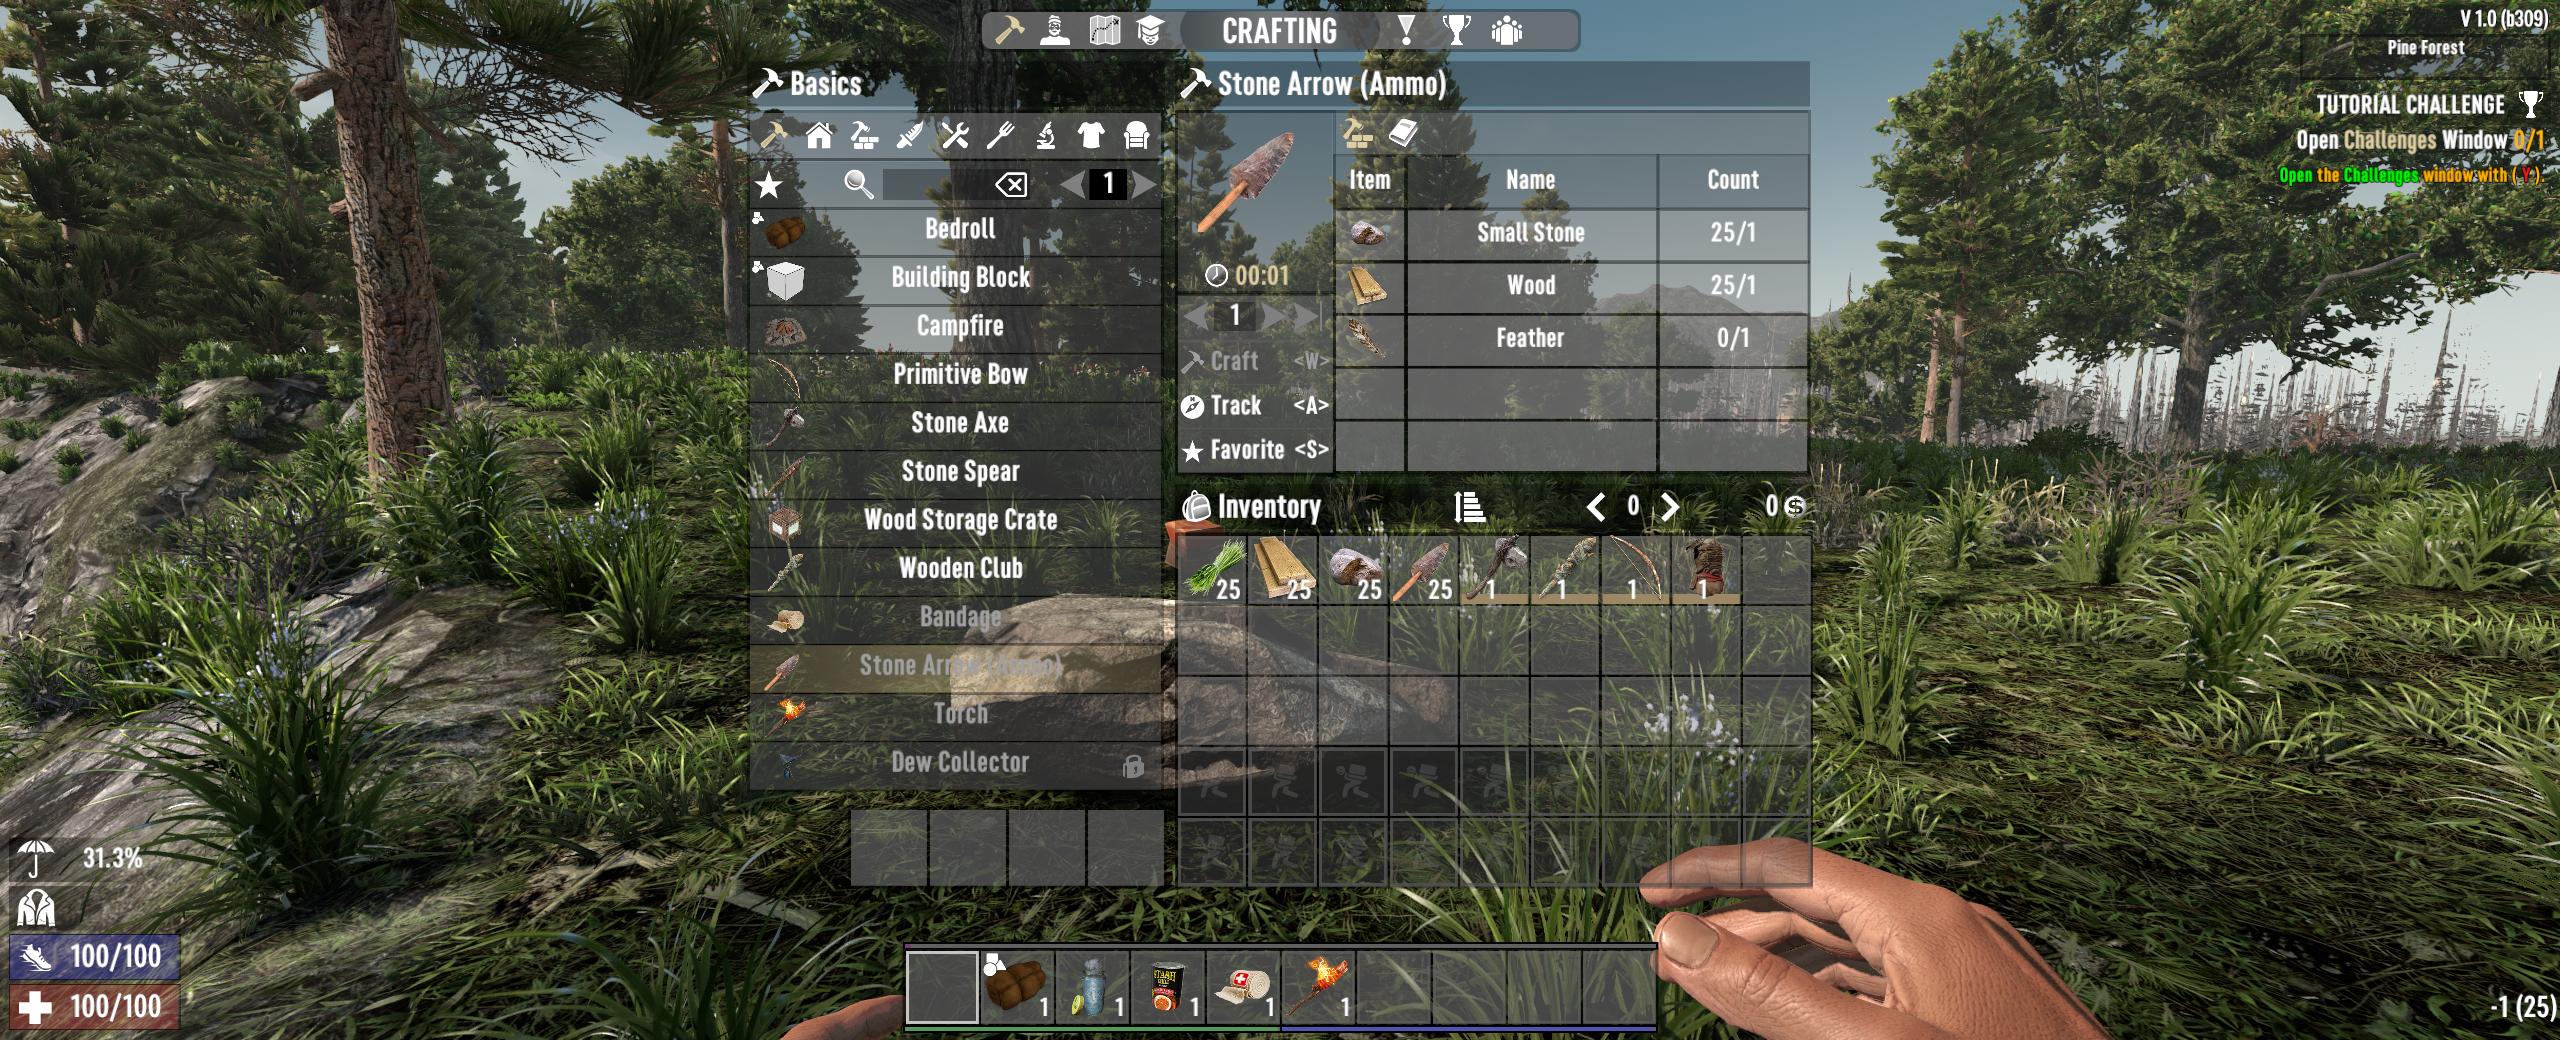 CRAFTING
V 1.0 (b309)
Pine Forest
TUTORIAL CHALLENGE
Open Challenges Window 0/1
Open the Challenges window with ( Y ).
Basics
1
Bedroll
Building Block
Campfire
Primitive Bow
Stone Axe
Stone Spear
Wood Storage Crate
Wooden Club
Bandage
Stone Arrow (Ammo)
Torch
Dew Collector
Stone Arrow (Ammo)
00:01
1
Craft <W>
Track <A>
Favorite <S>
Item Name Count
Small Stone 25/1
Wood 25/1
Feather 0/1
Inventory 0 0
25 25 25 25 1 1 1 1
31.3%
100/100
100/100
1 1 1 1 1
-1 (25)